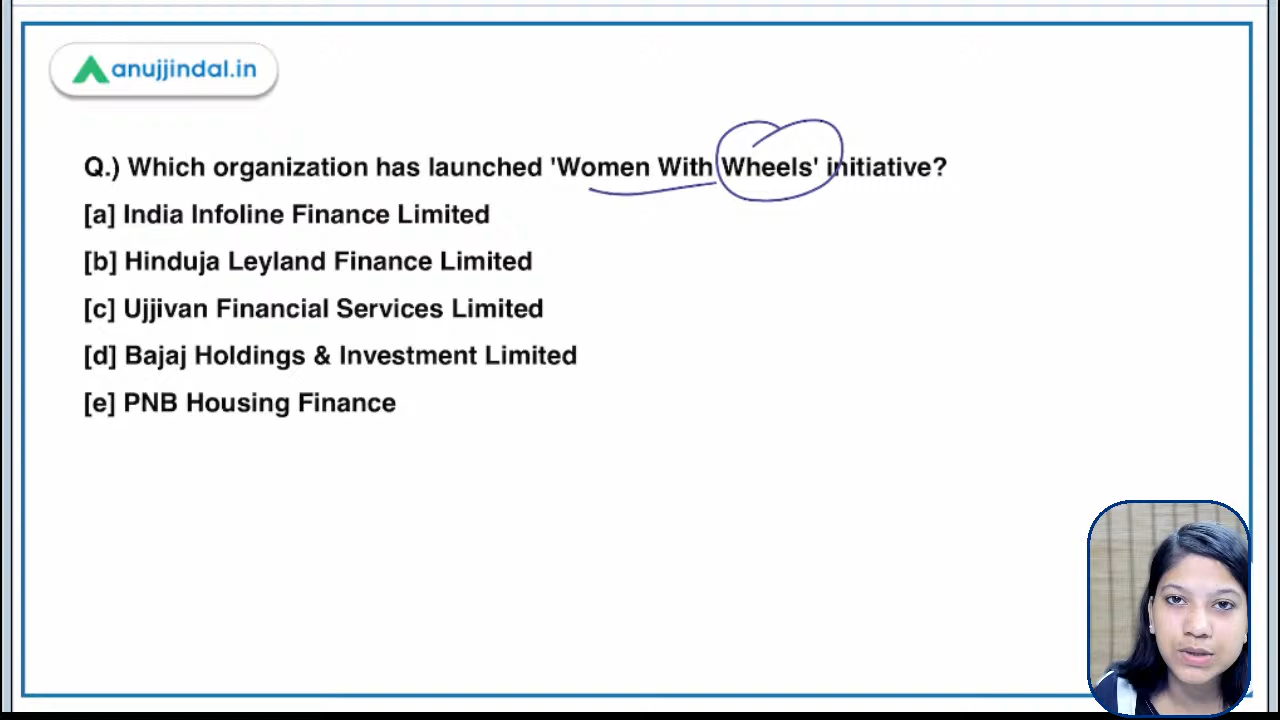 anujjindal.in
Q.) Which organization has launched 'Women With Wheels' initiative?
[a] India Infoline Finance Limited
[b] Hinduja Leyland Finance Limited
[c] Ujjivan Financial Services Limited
[d] Bajaj Holdings & Investment Limited
[e] PNB Housing Finance